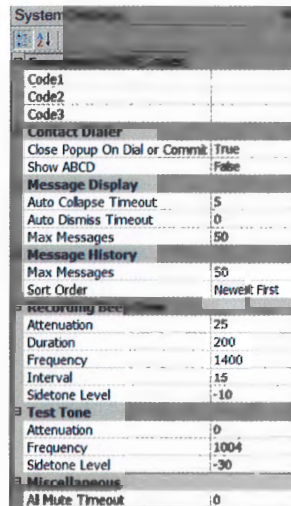 System
Code1
Code2
Code3
Contact Dialer
Close Popup On Dial or Commit True
Show ABCD False
Message Display
Auto Collapse Timeout 5
Auto Dismiss Timeout 0
Max Messages 50
Message History
Max Messages 50
Sort Order Newest First
Recording Beep
Attenuation 25
Duration 200
Frequency 1400
Interval 15
Sidetone Level -10
Test Tone
Attenuation 0
Frequency 1004
Sidetone Level -30
Miscellaneous
All Mute Timeout 0